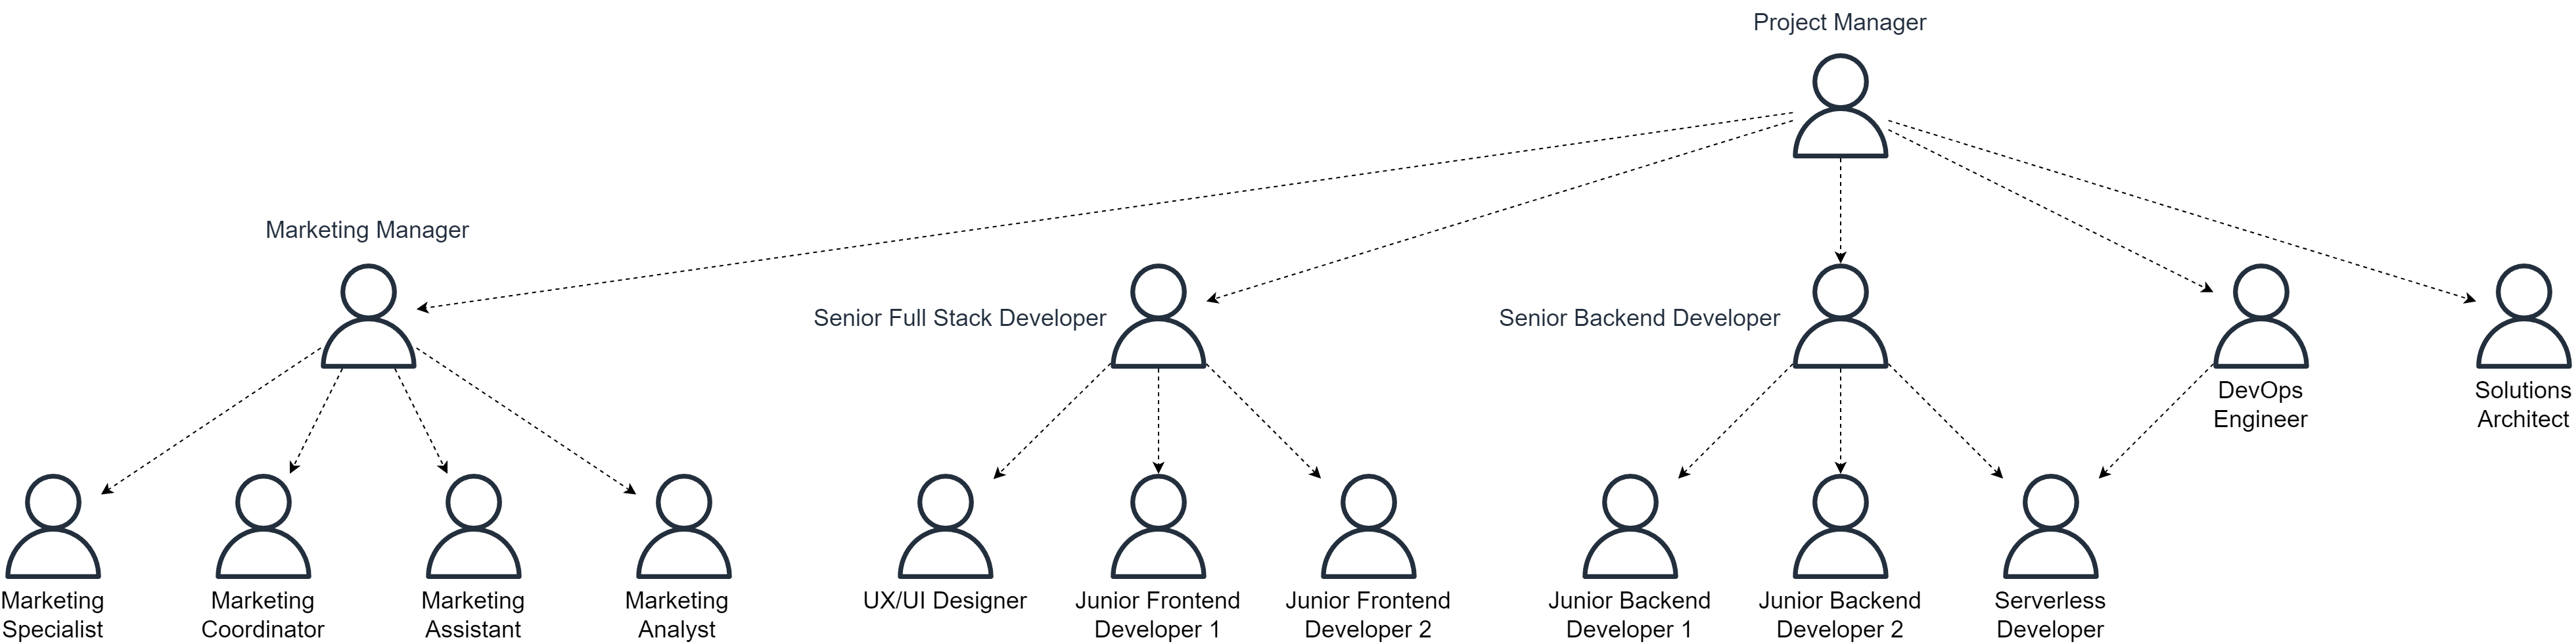 Project Manager
Marketing Manager
Senior Full Stack Developer
Senior Backend Developer
DevOps
Engineer
Solutions
Architect
Marketing
Specialist
Marketing
Coordinator
Marketing
Assistant
Marketing
Analyst
UX/UI Designer
Junior Frontend
Developer 1
Junior Frontend
Developer 2
Junior Backend
Developer 1
Junior Backend
Developer 2
Serverless
Developer